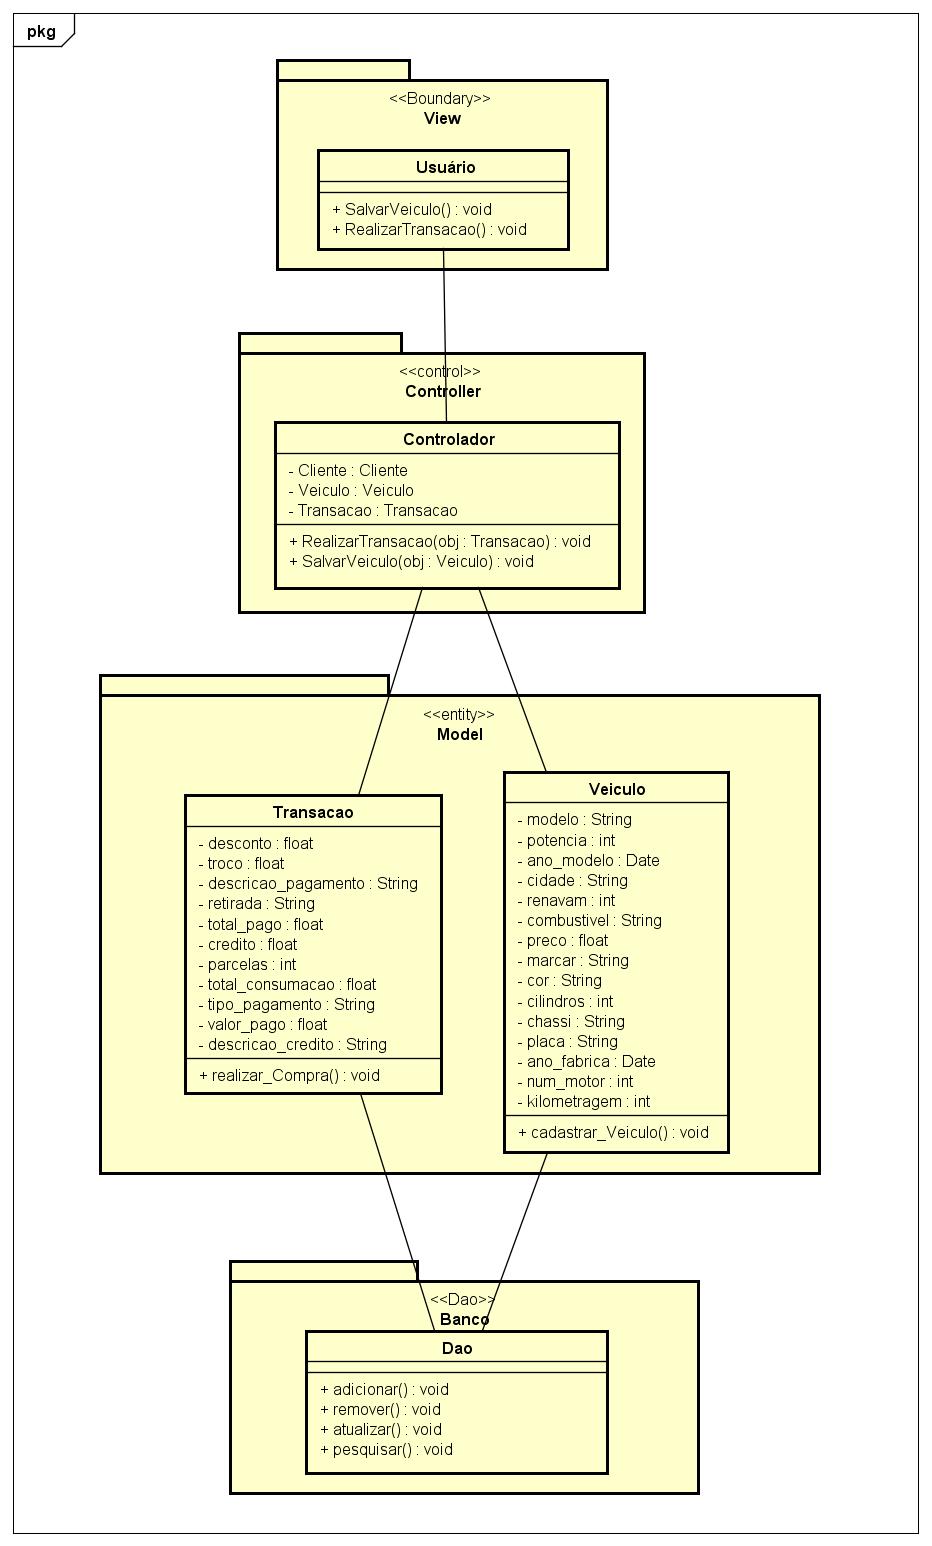 pkg
<<Boundary>>
View
Usuário
+ SalvarVeiculo() : void
+ RealizarTransacao() : void
<<control>>
Controller
Controlador
- Cliente : Cliente
- Veiculo : Veiculo
- Transacao : Transacao
+ RealizarTransacao(obj : Transacao) : void
+ SalvarVeiculo(obj : Veiculo) : void
<<entity>>
Model
Transacao
- desconto : float
- troco : float
- descricao_pagamento : String
- retirada : String
- total_pago : float
- credito : float
- parcelas : int
- total_consumacao : float
- tipo_pagamento : String
- valor_pago : float
- descricao_credito : String
+ realizar_Compra() : void
Veiculo
- modelo : String
- potencia : int
- ano_modelo : Date
- cidade : String
- renavam : int
- combustivel : String
- preco : float
- marcar : String
- cor : String
- cilindros : int
- chassi : String
- placa : String
- ano_fabrica : Date
- num_motor : int
- kilometragem : int
+ cadastrar_Veiculo() : void
<<Dao>>
Banco
Dao
+ adicionar() : void
+ remover() : void
+ atualizar() : void
+ pesquisar() : void